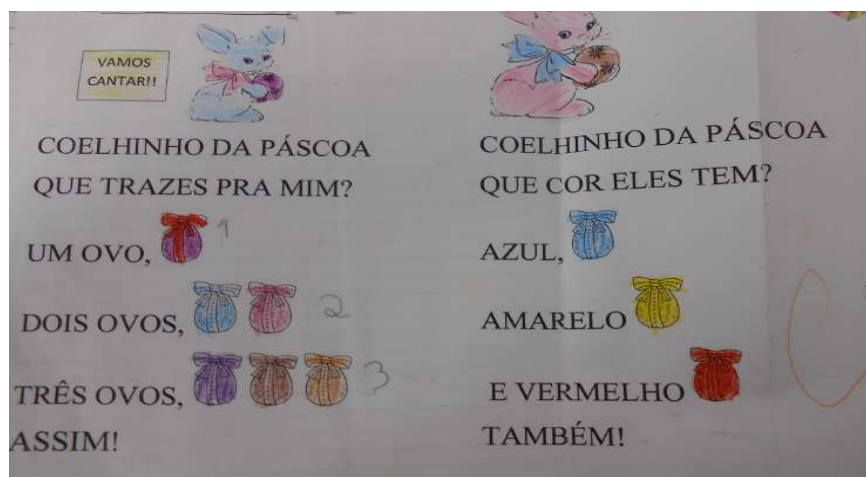 VAMOS
CANTAR!!
COELHINHO DA PÁSCOA
QUE TRAZES PRA MIM?
UM OVO, 1
DOIS OVOS, 2
TRÊS OVOS, 3
ASSIM!
COELHINHO DA PÁSCOA
QUE COR ELES TEM?
AZUL,
AMARELO
E VERMELHO
TAMBÉM!